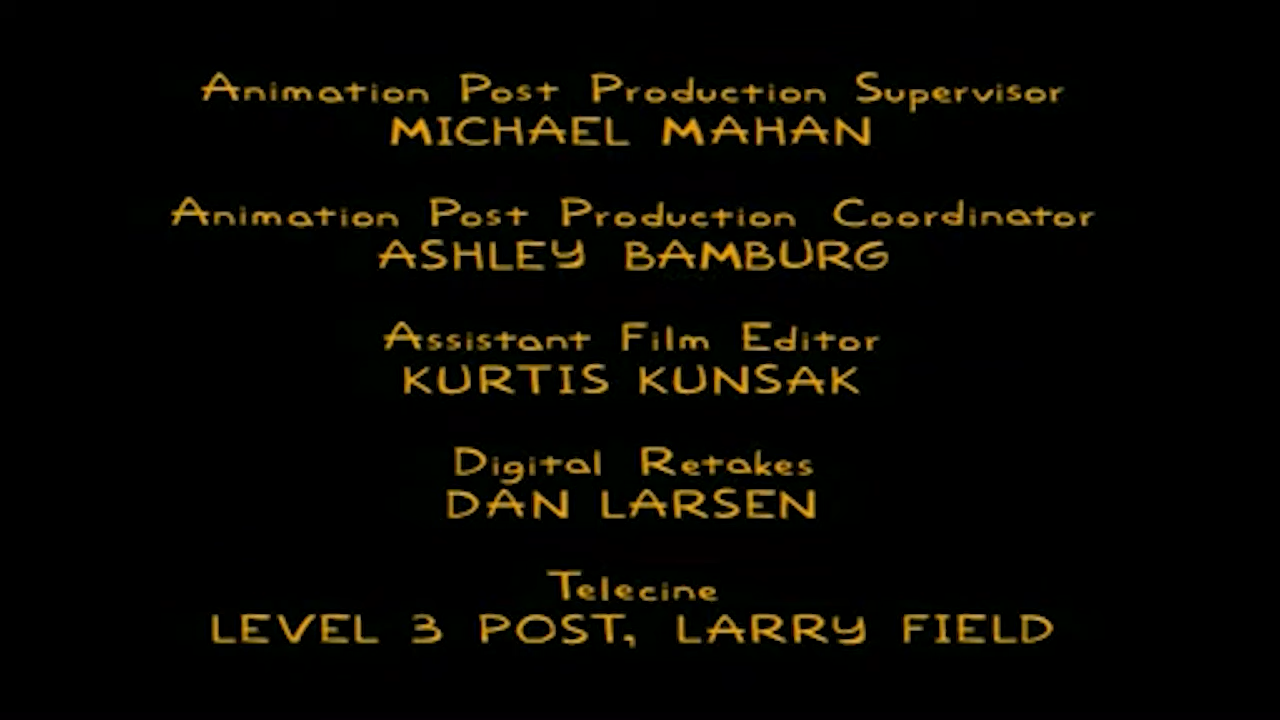 Animation Post Production Supervisor
MICHAEL MAHAN
Animation Post Production Coordinator
ASHLEY BAMBURG
Assistant Film Editor
KURTIS KUNSAK
Digital Retakes
DAN LARSEN
Telecine
LEVEL 3 POST, LARRY FIELD